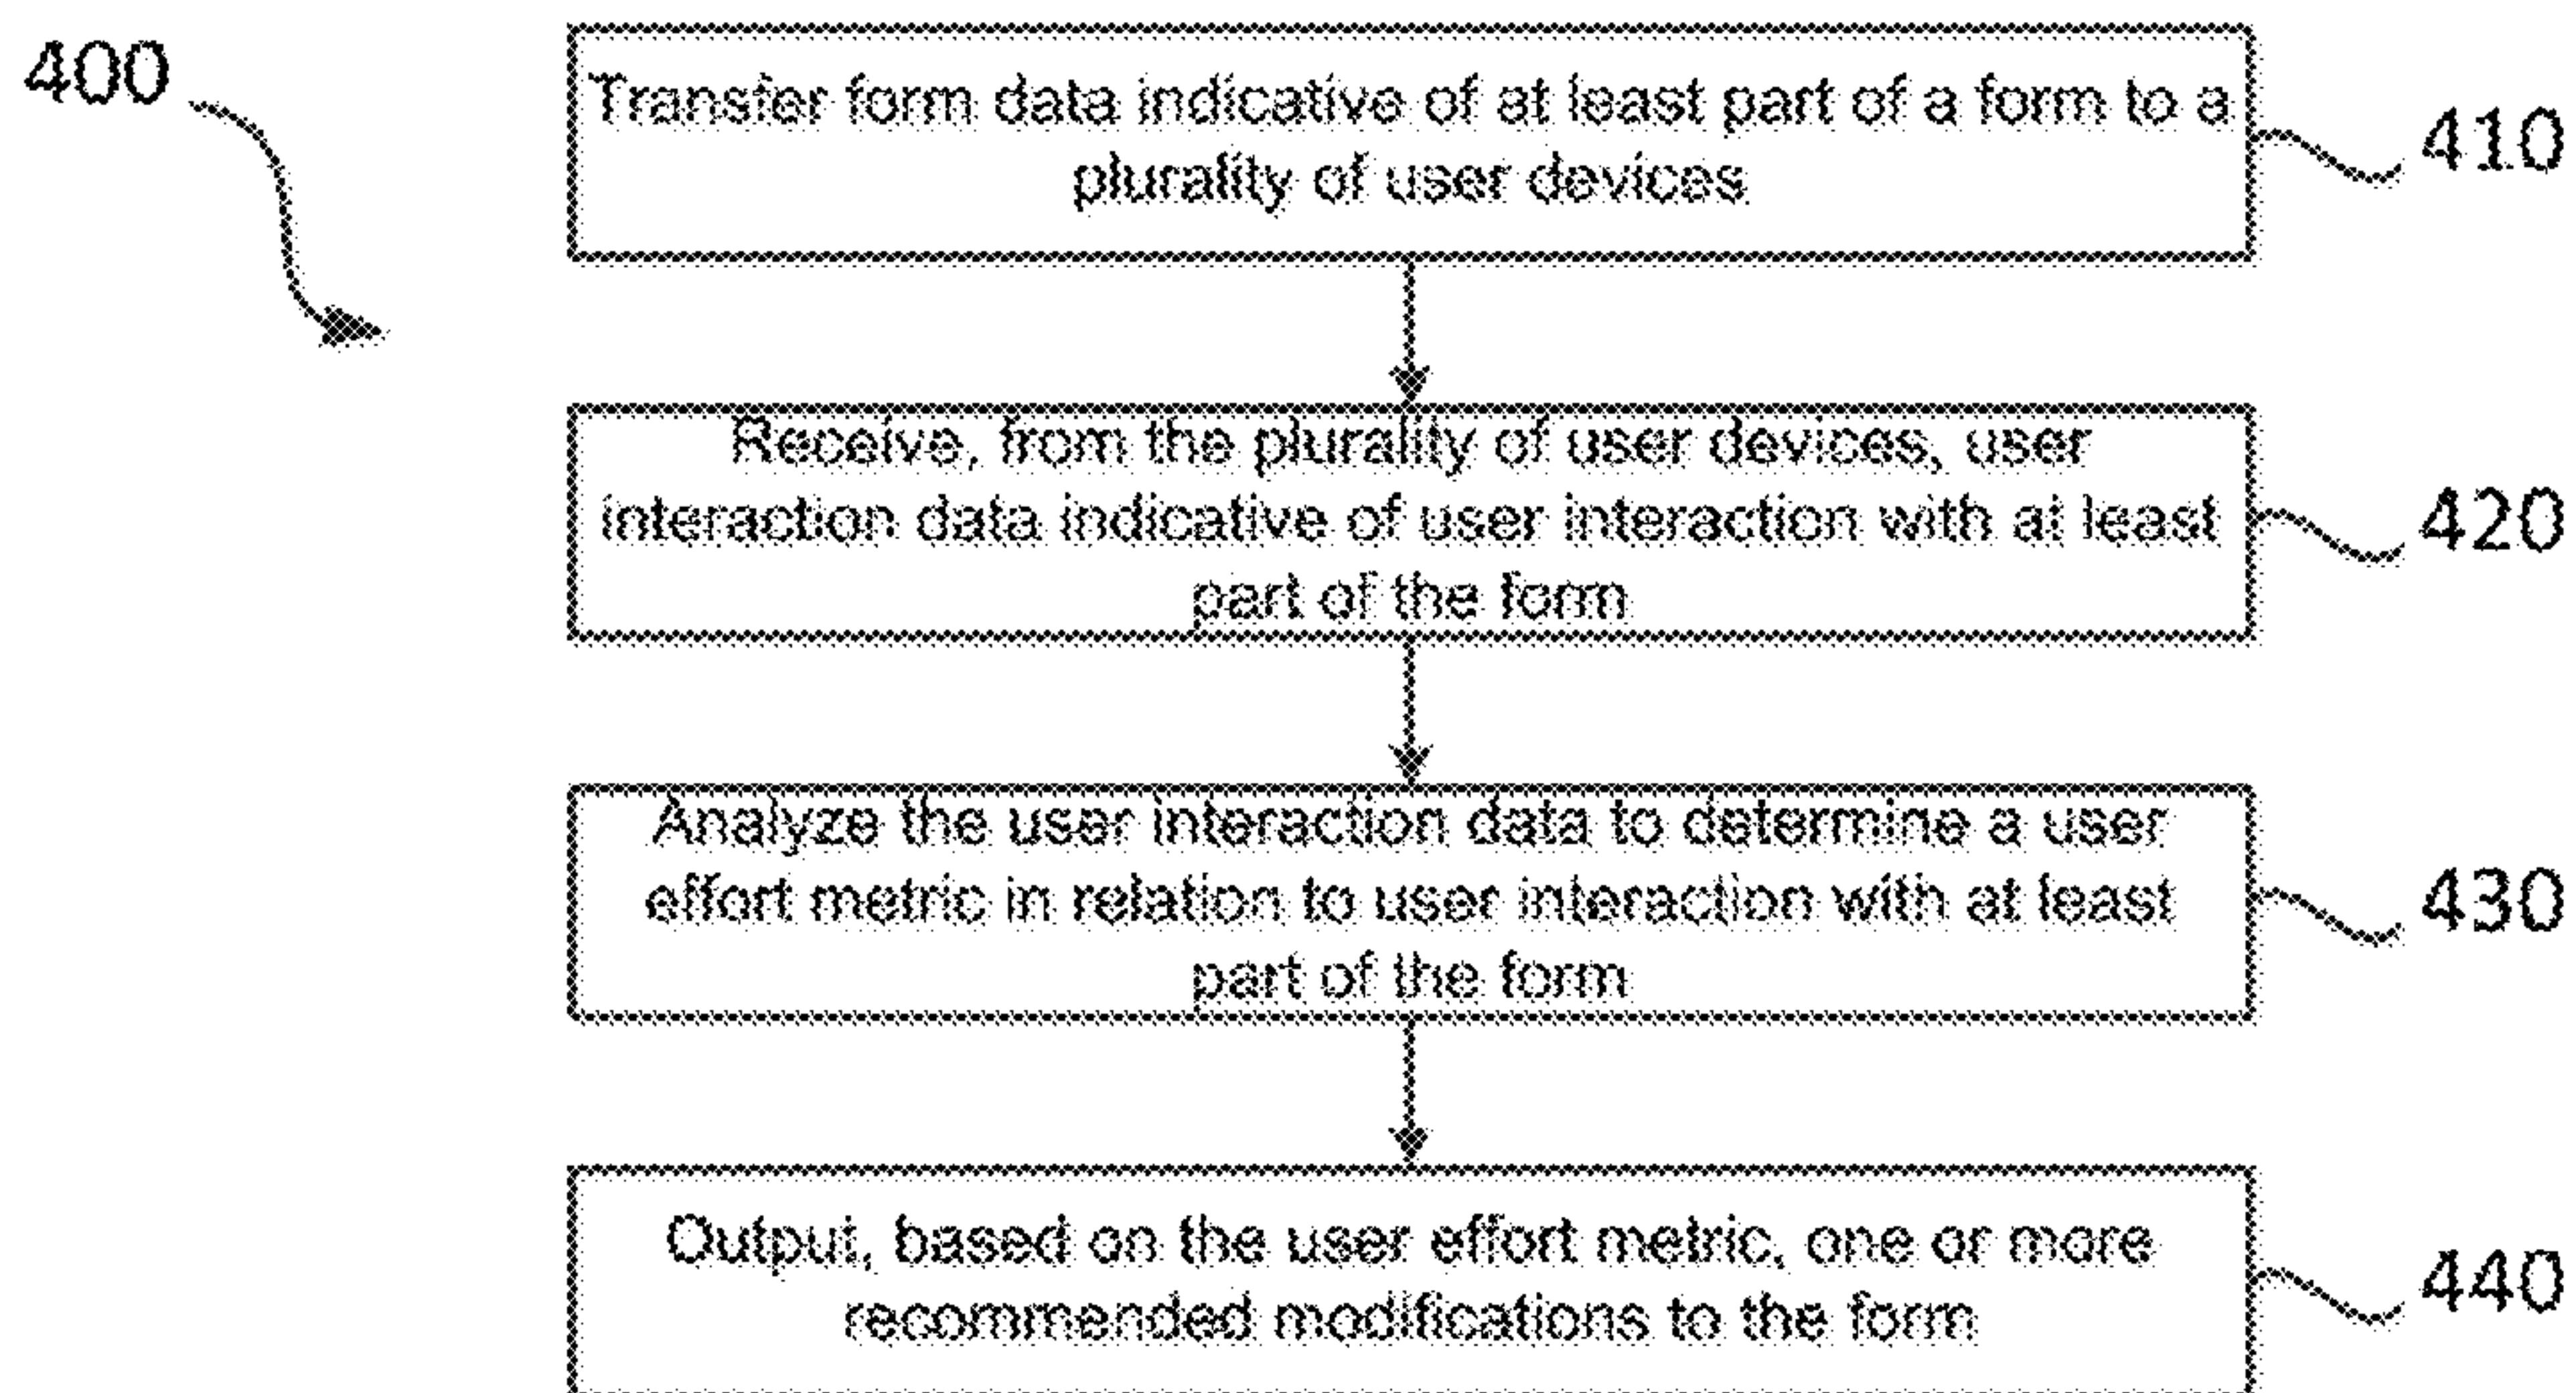 400
Transfer form data indicative of at least part of a form to a
plurality of user devices
410
Receive, from the plurality of user devices, user
interaction data indicative of user interaction with at least
part of the form
420
Analyze the user interaction data to determine a user
effort metric in relation to user interaction with at least
part of the form
430
Output, based on the user effort metric, one or more
recommended modifications to the form
440